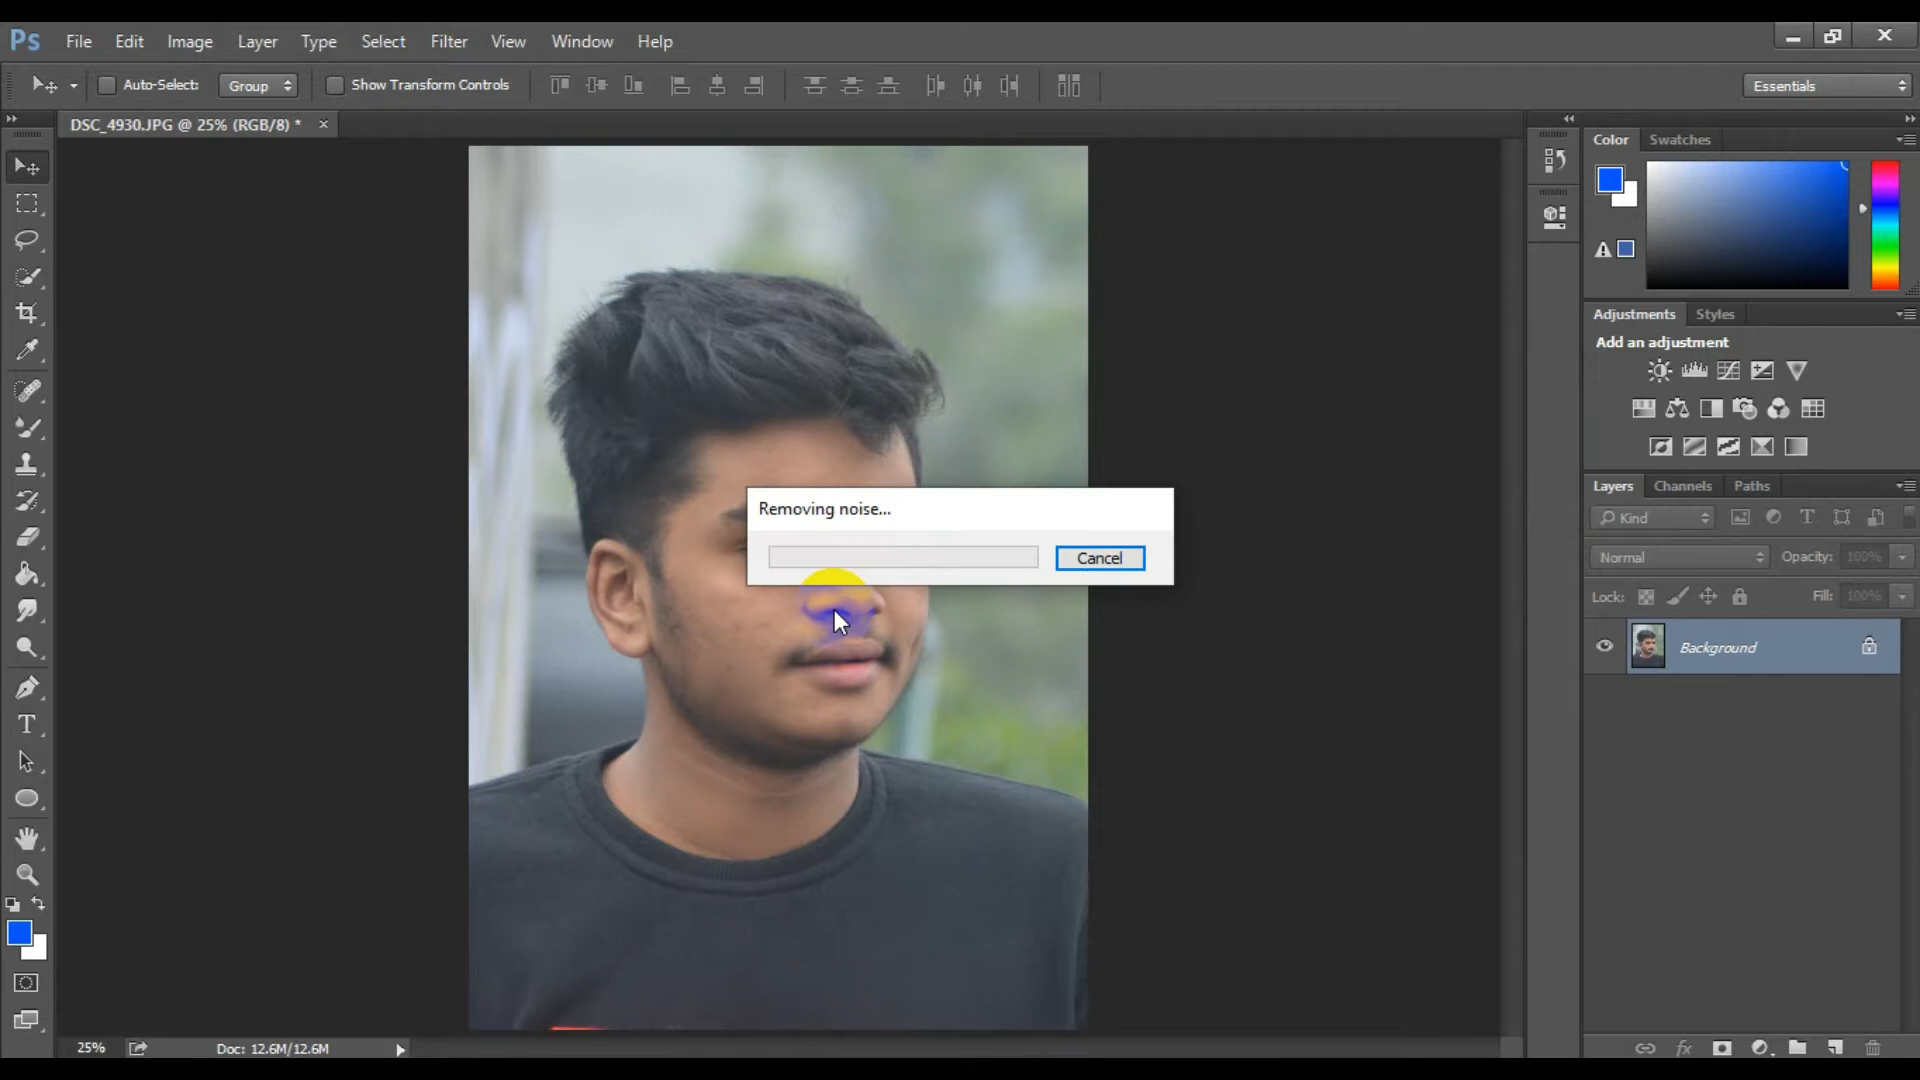 Ps File Edit Image Layer Type Select Filter View Window Help
Auto-Select: Group Show Transform Controls Essentials
DSC_4930.JPG @ 25% (RGB/8) * ×
Color Swatches
Adjustments Styles
Add an adjustment
Layers Channels Paths
Kind
Removing noise...
Normal Opacity: 100%
Cancel
Lock: Fill: 100%
Background
25% Doc: 12.6M/12.6M